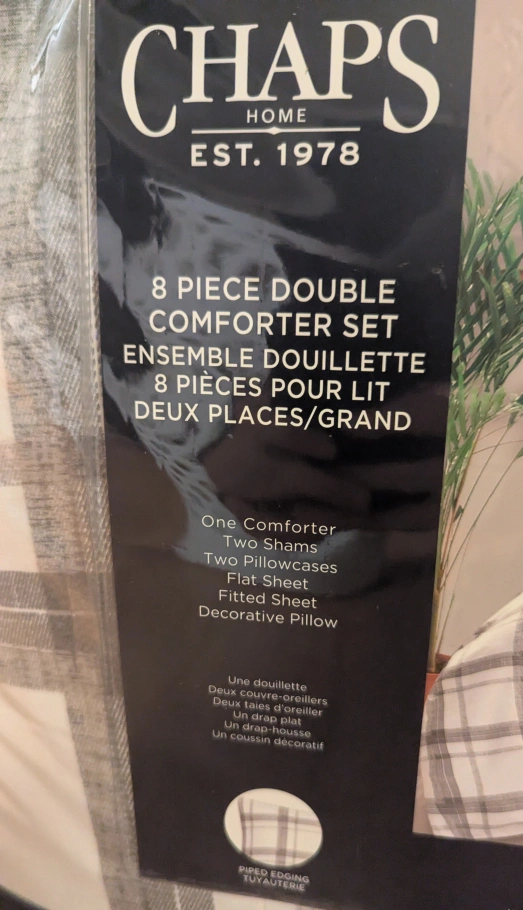 CHAPS
HOME
EST. 1978
8 PIECE DOUBLE
COMFORTER SET
ENSEMBLE DOUILLETTE
8 PIÈCES POUR LIT
DEUX PLACES/GRAND
One Comforter
Two Shams
Two Pillowcases
Flat Sheet
Fitted Sheet
Decorative Pillow
Une douillette
Deux couvre-oreillers
Deux taies d'oreiller
Un drap plat
Un drap-housse
Un coussin décoratif
PIPED EDGING
TUYAUTERIE